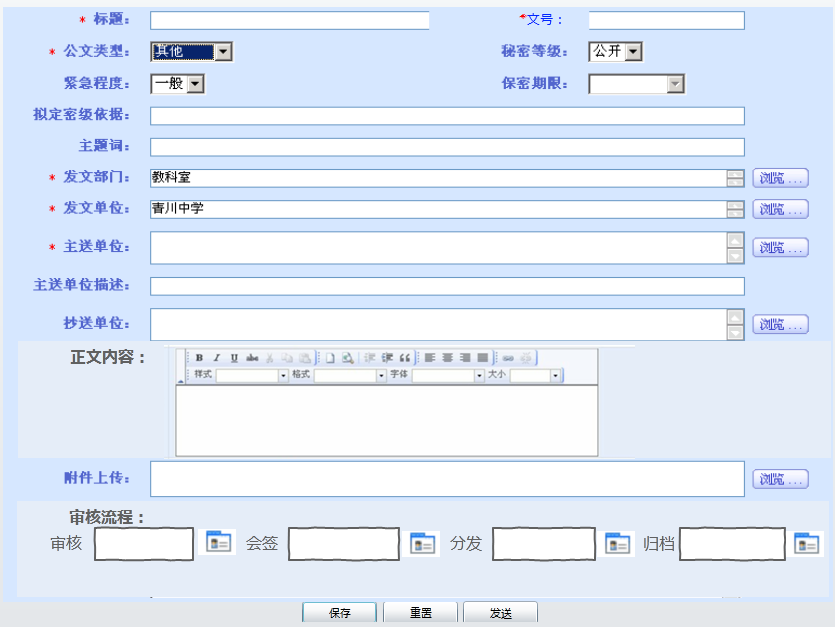 * 标题： *文号：
* 公文类型： 其他 秘密等级： 公开
紧急程度： 一般 保密期限：
拟定密级依据：
主题词：
* 发文部门： 教科室 浏览 ...
* 发文单位： 青川中学 浏览 ...
* 主送单位： 浏览 ...
主送单位描述：
抄送单位： 浏览 ...
正文内容：
B I U abc
样式 格式 字体 大小
附件上传： 浏览 ...
审核流程：
审核 会签 分发 归档
保存 重置 发送